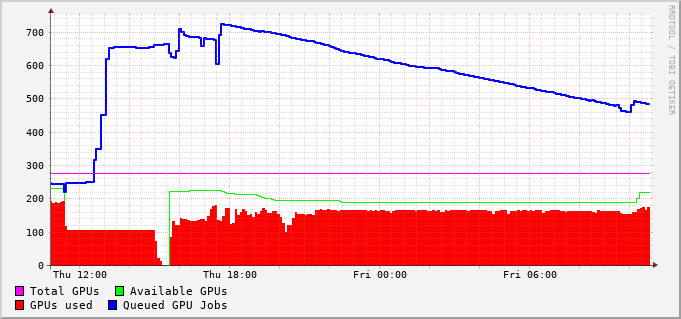 700
600
500
400
300
200
100
0
Thu 12:00 Thu 18:00 Fri 00:00 Fri 06:00
Total GPUs Available GPUs
GPUs used Queued GPU Jobs
RRDTOOL / TOBI OETIKER